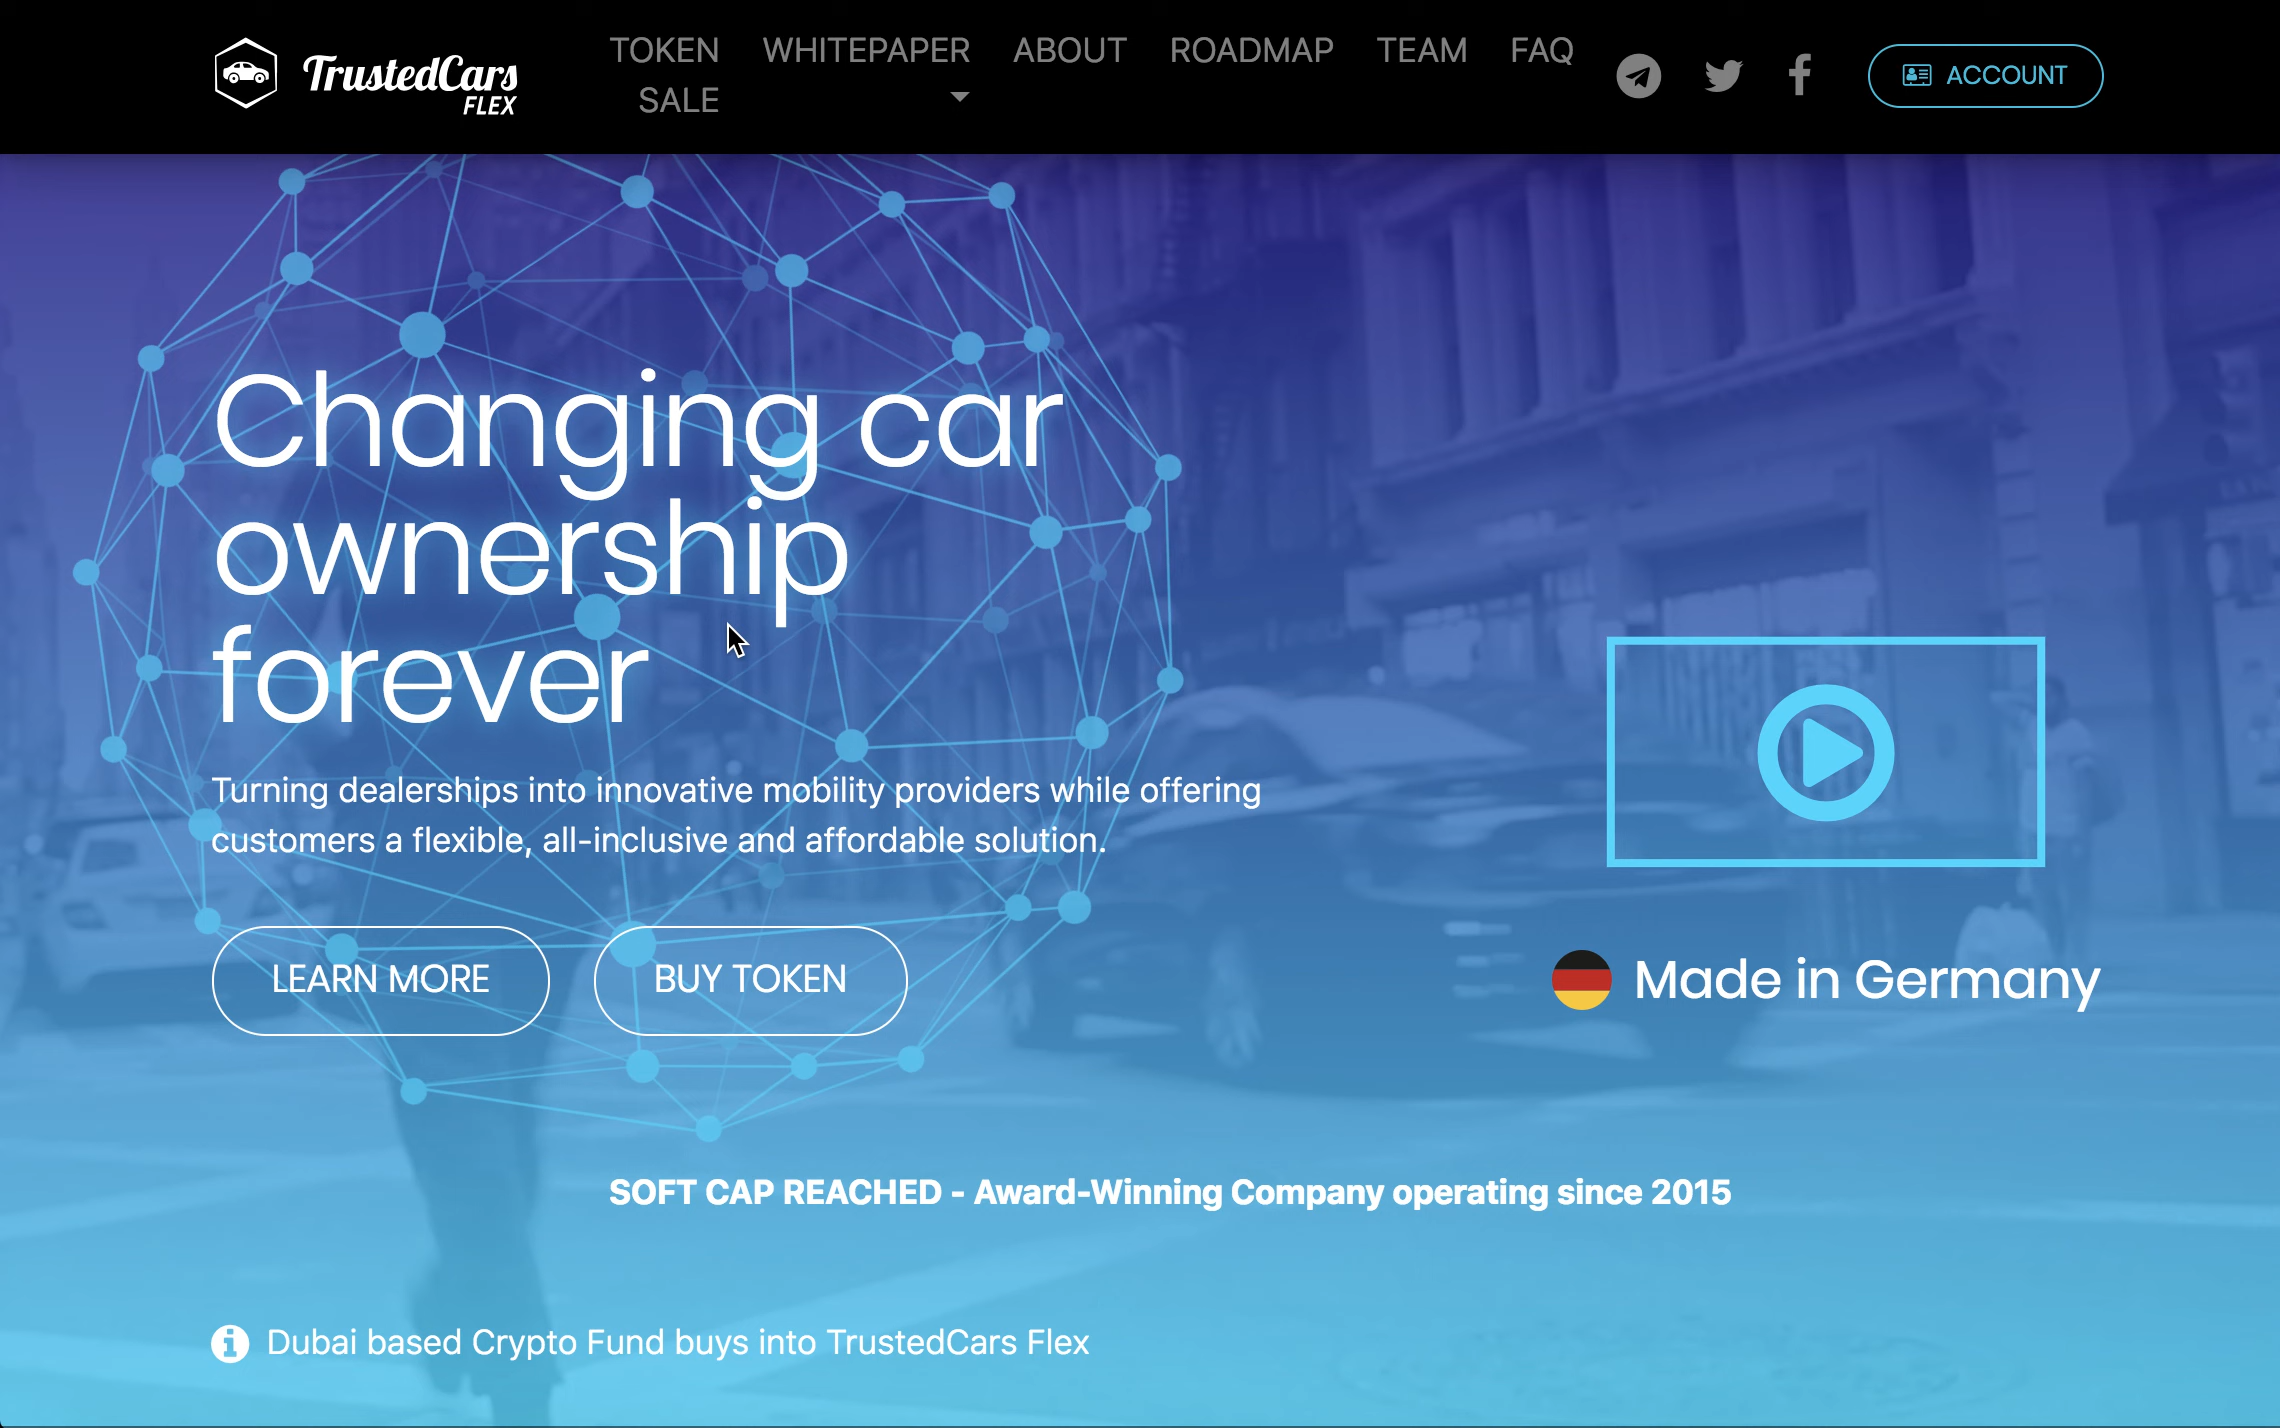 TrustedCars
FLEX
TOKEN SALE
WHITEPAPER
ABOUT
ROADMAP
TEAM
FAQ
ACCOUNT
Changing car
ownership
forever
Turning dealerships into innovative mobility providers while offering
customers a flexible, all-inclusive and affordable solution.
LEARN MORE
BUY TOKEN
Made in Germany
SOFT CAP REACHED - Award-Winning Company operating since 2015
Dubai based Crypto Fund buys into TrustedCars Flex